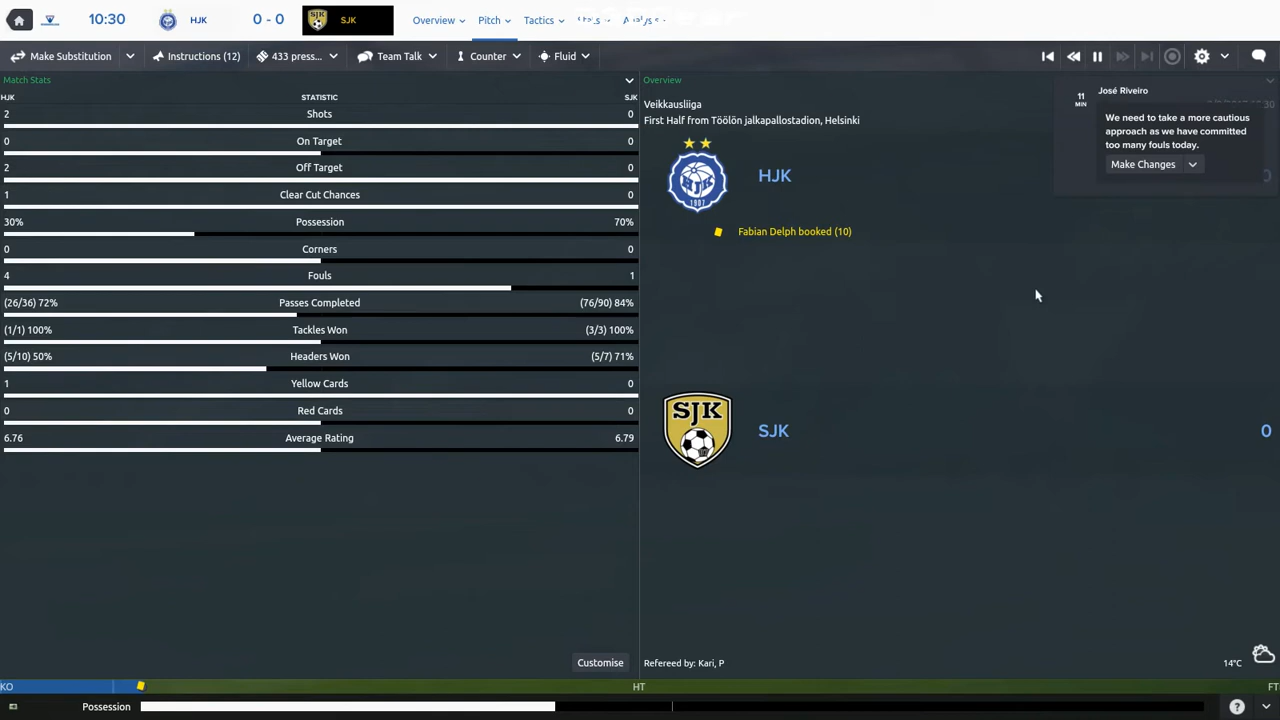 10:30 HJK 0 - 0 SJK Overview Pitch Tactics
Make Substitution Instructions (12) 433 press... Team Talk Counter Fluid
Match Stats
HJK STATISTIC SJK
2 Shots 0
0 On Target 0
2 Off Target 0
1 Clear Cut Chances 0
30% Possession 70%
0 Corners 0
4 Fouls 1
(26/36) 72% Passes Completed (76/90) 84%
(1/1) 100% Tackles Won (3/3) 100%
(5/10) 50% Headers Won (5/7) 71%
1 Yellow Cards 0
0 Red Cards 0
6.76 Average Rating 6.79
Customise
Overview
Veikkausliiga
First Half from Töölön jalkapallostadion, Helsinki
11 MIN
José Riveiro
We need to take a more cautious
approach as we have committed
too many fouls today.
Make Changes
HJK
HJK
1907
Fabian Delph booked (10)
SJK
SJK 0
Refereed by: Kari, P 14°C
KO HT FT
Possession ?